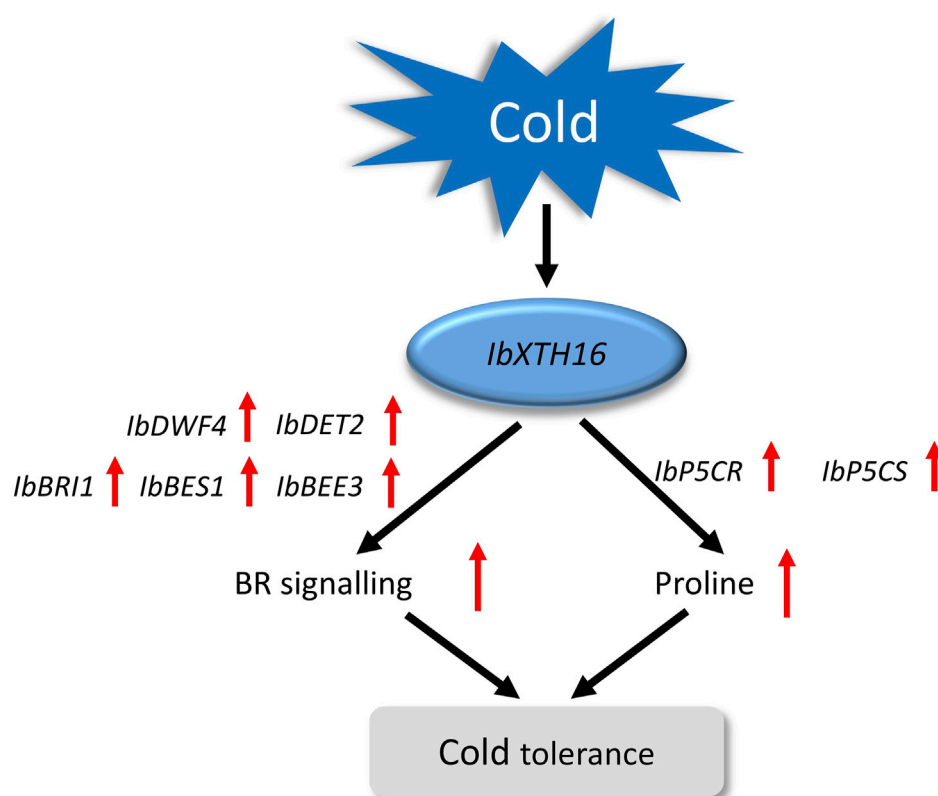 Cold
IbXTH16
IbDWF4 IbDET2
IbBRI1 IbBES1 IbBEE3
IbP5CR IbP5CS
BR signalling
Proline
Cold tolerance